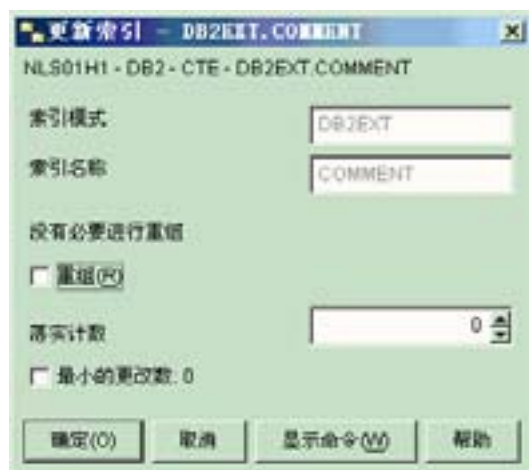 更新索引 - DB2EXT.COMMENT
NLS01H1 - DB2 - CTE - DB2EXT.COMMENT
索引模式 DB2EXT
索引名称 COMMENT
没有必要进行重组
重组(R)
落实计数 0
最小的更改数: 0
确定(O) 取消 显示命令(W) 帮助